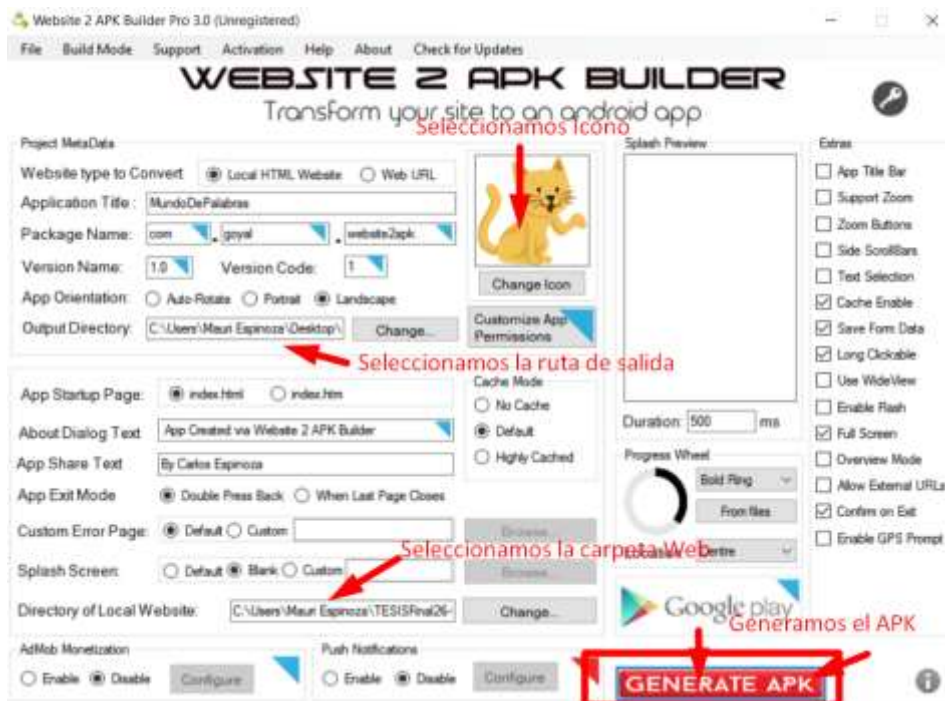 Website 2 APK Builder Pro 3.0 (Unregistered)
File Build Mode Support Activation Help About Check for Updates
WEBSITE 2 APK BUILDER
Transform your site to an android app
Seleccionamos Icono
Project MetaData
Website type to Convert Local HTML Website Web URL
Application Title : MundoDePalabras
Package Name: com . goyal . website2apk
Version Name: 1.0 Version Code: 1
App Orientation: Auto-Rotate Portrait Landscape
Output Directory: C:\Users\Mauri Espinoza\Desktop\ Change...
Change Icon
Customize App Permissions
Seleccionamos la ruta de salida
App Startup Page: index.html index.htm
About Dialog Text App Created via Website 2 APK Builder
App Share Text By Carlos Espinoza
App Exit Mode Double Press Back When Last Page Closes
Custom Error Page: Default Custom Browse
Seleccionamos la carpeta Web
Splash Screen: Default Blank Custom Browse
Directory of Local Website: C:\Users\Mauri Espinoza\TESISFinal26- Change...
Cache Mode
No Cache
Default
Highly Cached
Splash Preview
Duration: 500 ms
Progress Wheel
Bold Ring
From files
Centre
Google play
Generamos el APK
Extras
App Title Bar
Support Zoom
Zoom Buttons
Side ScrollBars
Text Selection
Cache Enable
Save Form Data
Long Clickable
Use WideView
Enable Flash
Full Screen
Overview Mode
Allow External URLs
Confirm on Exit
Enable GPS Prompt
AdMob Monetization
Enable Disable Configure
Push Notifications
Enable Disable Configure
GENERATE APK